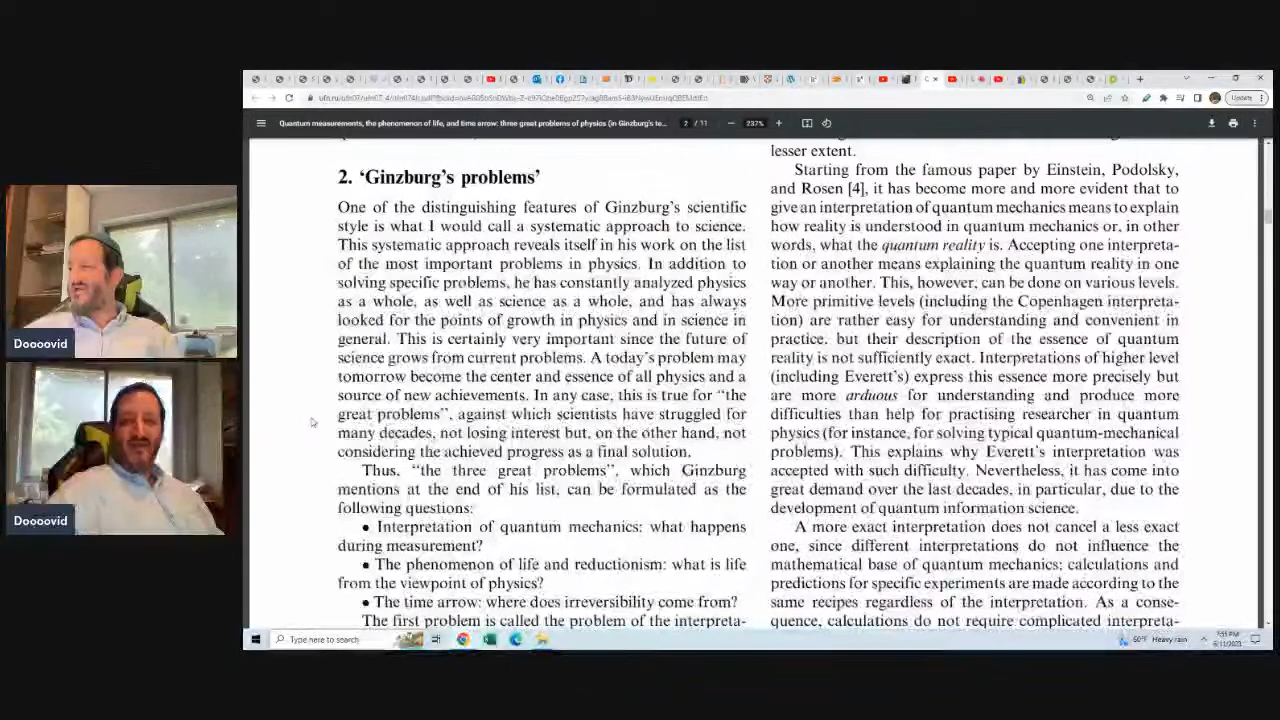 Quantum measurements, the phenomenon of life, and time arrow: three great problems of physics (in Ginzburg's te...
2 / 11
237%
Update
2. ‘Ginzburg's problems’
One of the distinguishing features of Ginzburg's scientific
style is what I would call a systematic approach to science.
This systematic approach reveals itself in his work on the list
of the most important problems in physics. In addition to
solving specific problems, he has constantly analyzed physics
as a whole, as well as science as a whole, and has always
looked for the points of growth in physics and in science in
general. This is certainly very important since the future of
science grows from current problems. A today's problem may
tomorrow become the center and essence of all physics and a
source of new achievements. In any case, this is true for “the
great problems”, against which scientists have struggled for
many decades, not losing interest but, on the other hand, not
considering the achieved progress as a final solution.
Thus, “the three great problems”, which Ginzburg
mentions at the end of his list, can be formulated as the
following questions:
• Interpretation of quantum mechanics: what happens
during measurement?
• The phenomenon of life and reductionism: what is life
from the viewpoint of physics?
• The time arrow: where does irreversibility come from?
The first problem is called the problem of the interpreta-
lesser extent.
Starting from the famous paper by Einstein, Podolsky,
and Rosen [4], it has become more and more evident that to
give an interpretation of quantum mechanics means to explain
how reality is understood in quantum mechanics or, in other
words, what the quantum reality is. Accepting one interpreta-
tion or another means explaining the quantum reality in one
way or another. This, however, can be done on various levels.
More primitive levels (including the Copenhagen interpreta-
tion) are rather easy for understanding and convenient in
practice, but their description of the essence of quantum
reality is not sufficiently exact. Interpretations of higher level
(including Everett's) express this essence more precisely but
are more arduous for understanding and produce more
difficulties than help for practising researcher in quantum
physics (for instance, for solving typical quantum-mechanical
problems). This explains why Everett's interpretation was
accepted with such difficulty. Nevertheless, it has come into
great demand over the last decades, in particular, due to the
development of quantum information science.
A more exact interpretation does not cancel a less exact
one, since different interpretations do not influence the
mathematical base of quantum mechanics; calculations and
predictions for specific experiments are made according to the
same recipes regardless of the interpretation. As a conse-
quence, calculations do not require complicated interpreta-
Doooovid
Doooovid
Type here to search
60°F Heavy rain
7:55 PM
6/11/2023